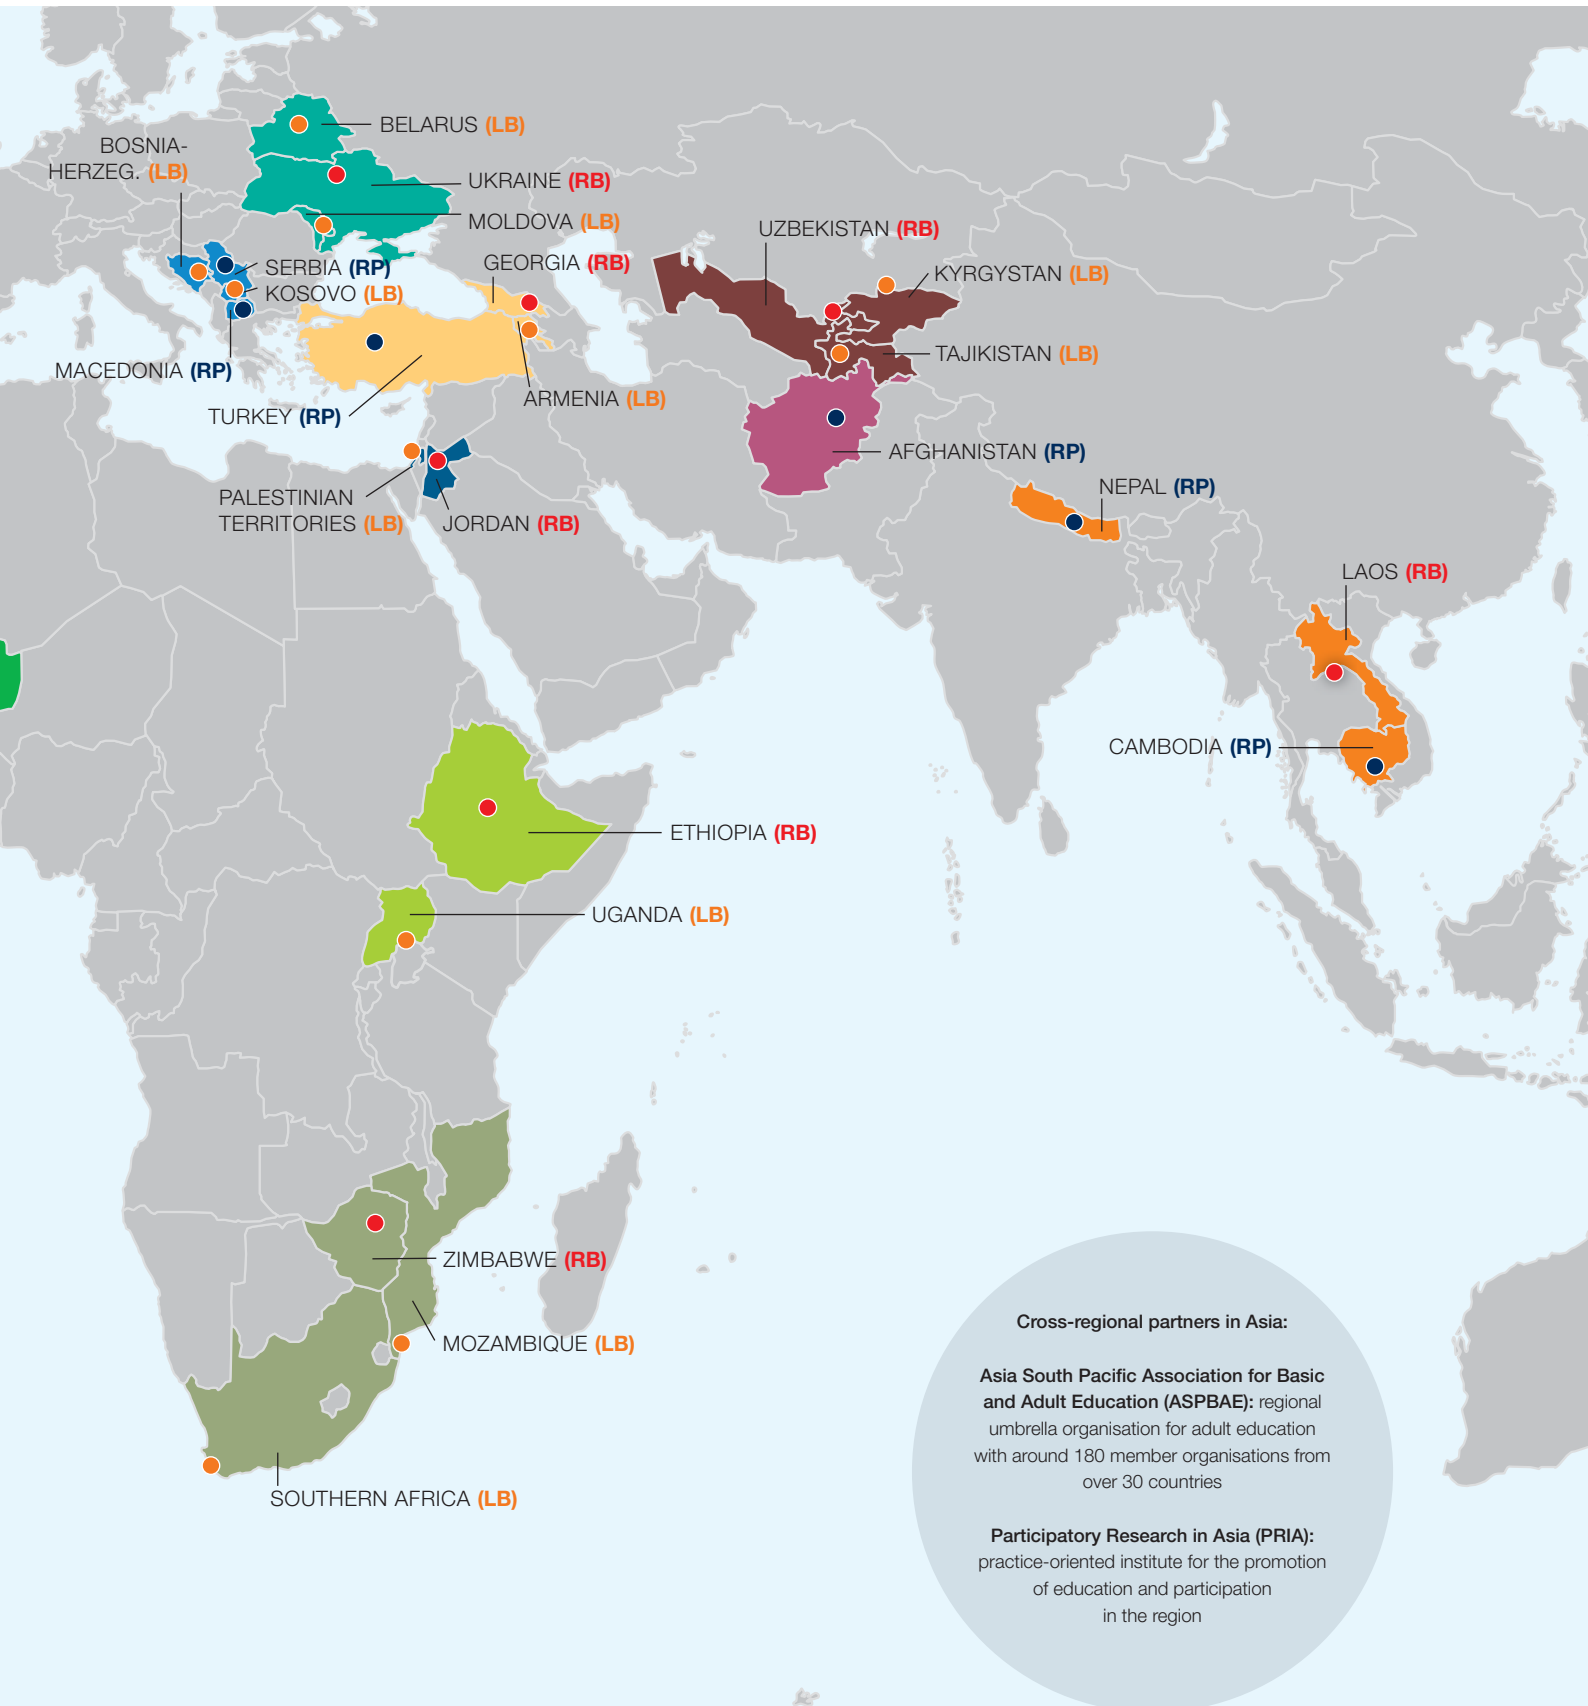 BELARUS (LB)
BOSNIA-
HERZEG. (LB)
UKRAINE (RB)
MOLDOVA (LB)
UZBEKISTAN (RB)
GEORGIA (RB)
SERBIA (RP)
KYRGYSTAN (LB)
KOSOVO (LB)
TAJIKISTAN (LB)
MACEDONIA (RP)
ARMENIA (LB)
TURKEY (RP)
AFGHANISTAN (RP)
NEPAL (RP)
PALESTINIAN
TERRITORIES (LB)
JORDAN (RB)
LAOS (RB)
CAMBODIA (RP)
ETHIOPIA (RB)
UGANDA (LB)
ZIMBABWE (RB)
MOZAMBIQUE (LB)
SOUTHERN AFRICA (LB)
Cross-regional partners in Asia:
Asia South Pacific Association for Basic
and Adult Education (ASPBAE): regional
umbrella organisation for adult education
with around 180 member organisations from
over 30 countries
Participatory Research in Asia (PRIA):
practice-oriented institute for the promotion
of education and participation
in the region